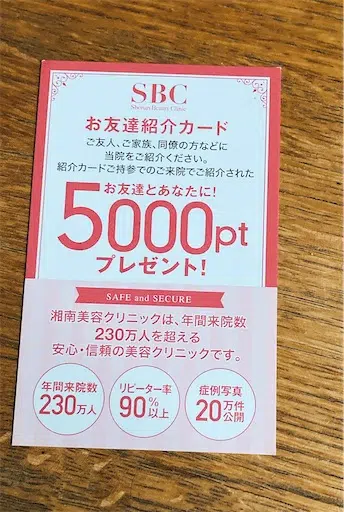 SBC
Shonan Beauty Clinic
お友達紹介カード
ご友人、ご家族、同僚の方などに
当院をご紹介ください。
紹介カードご持参でのご来院でご紹介された
お友達とあなたに!
5000pt
プレゼント!
SAFE and SECURE
湘南美容クリニックは、年間来院数
230万人を超える
安心・信頼の美容クリニックです。
年間来院数
230万人
リピーター率
90%以上
症例写真
20万件公開